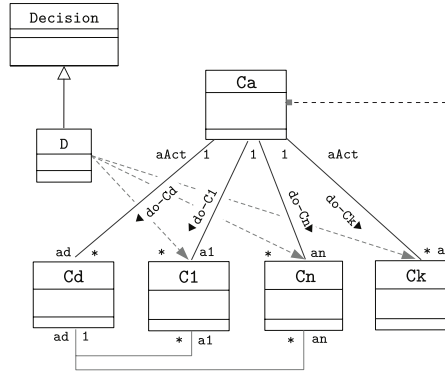 Decision
Ca
D
aAct 1 1 1 aAct
do-Cd
do-C1
do-Cn
do-Ck
ad * * a1 * an * a
Cd C1 Cn Ck
ad 1 * a1 * an